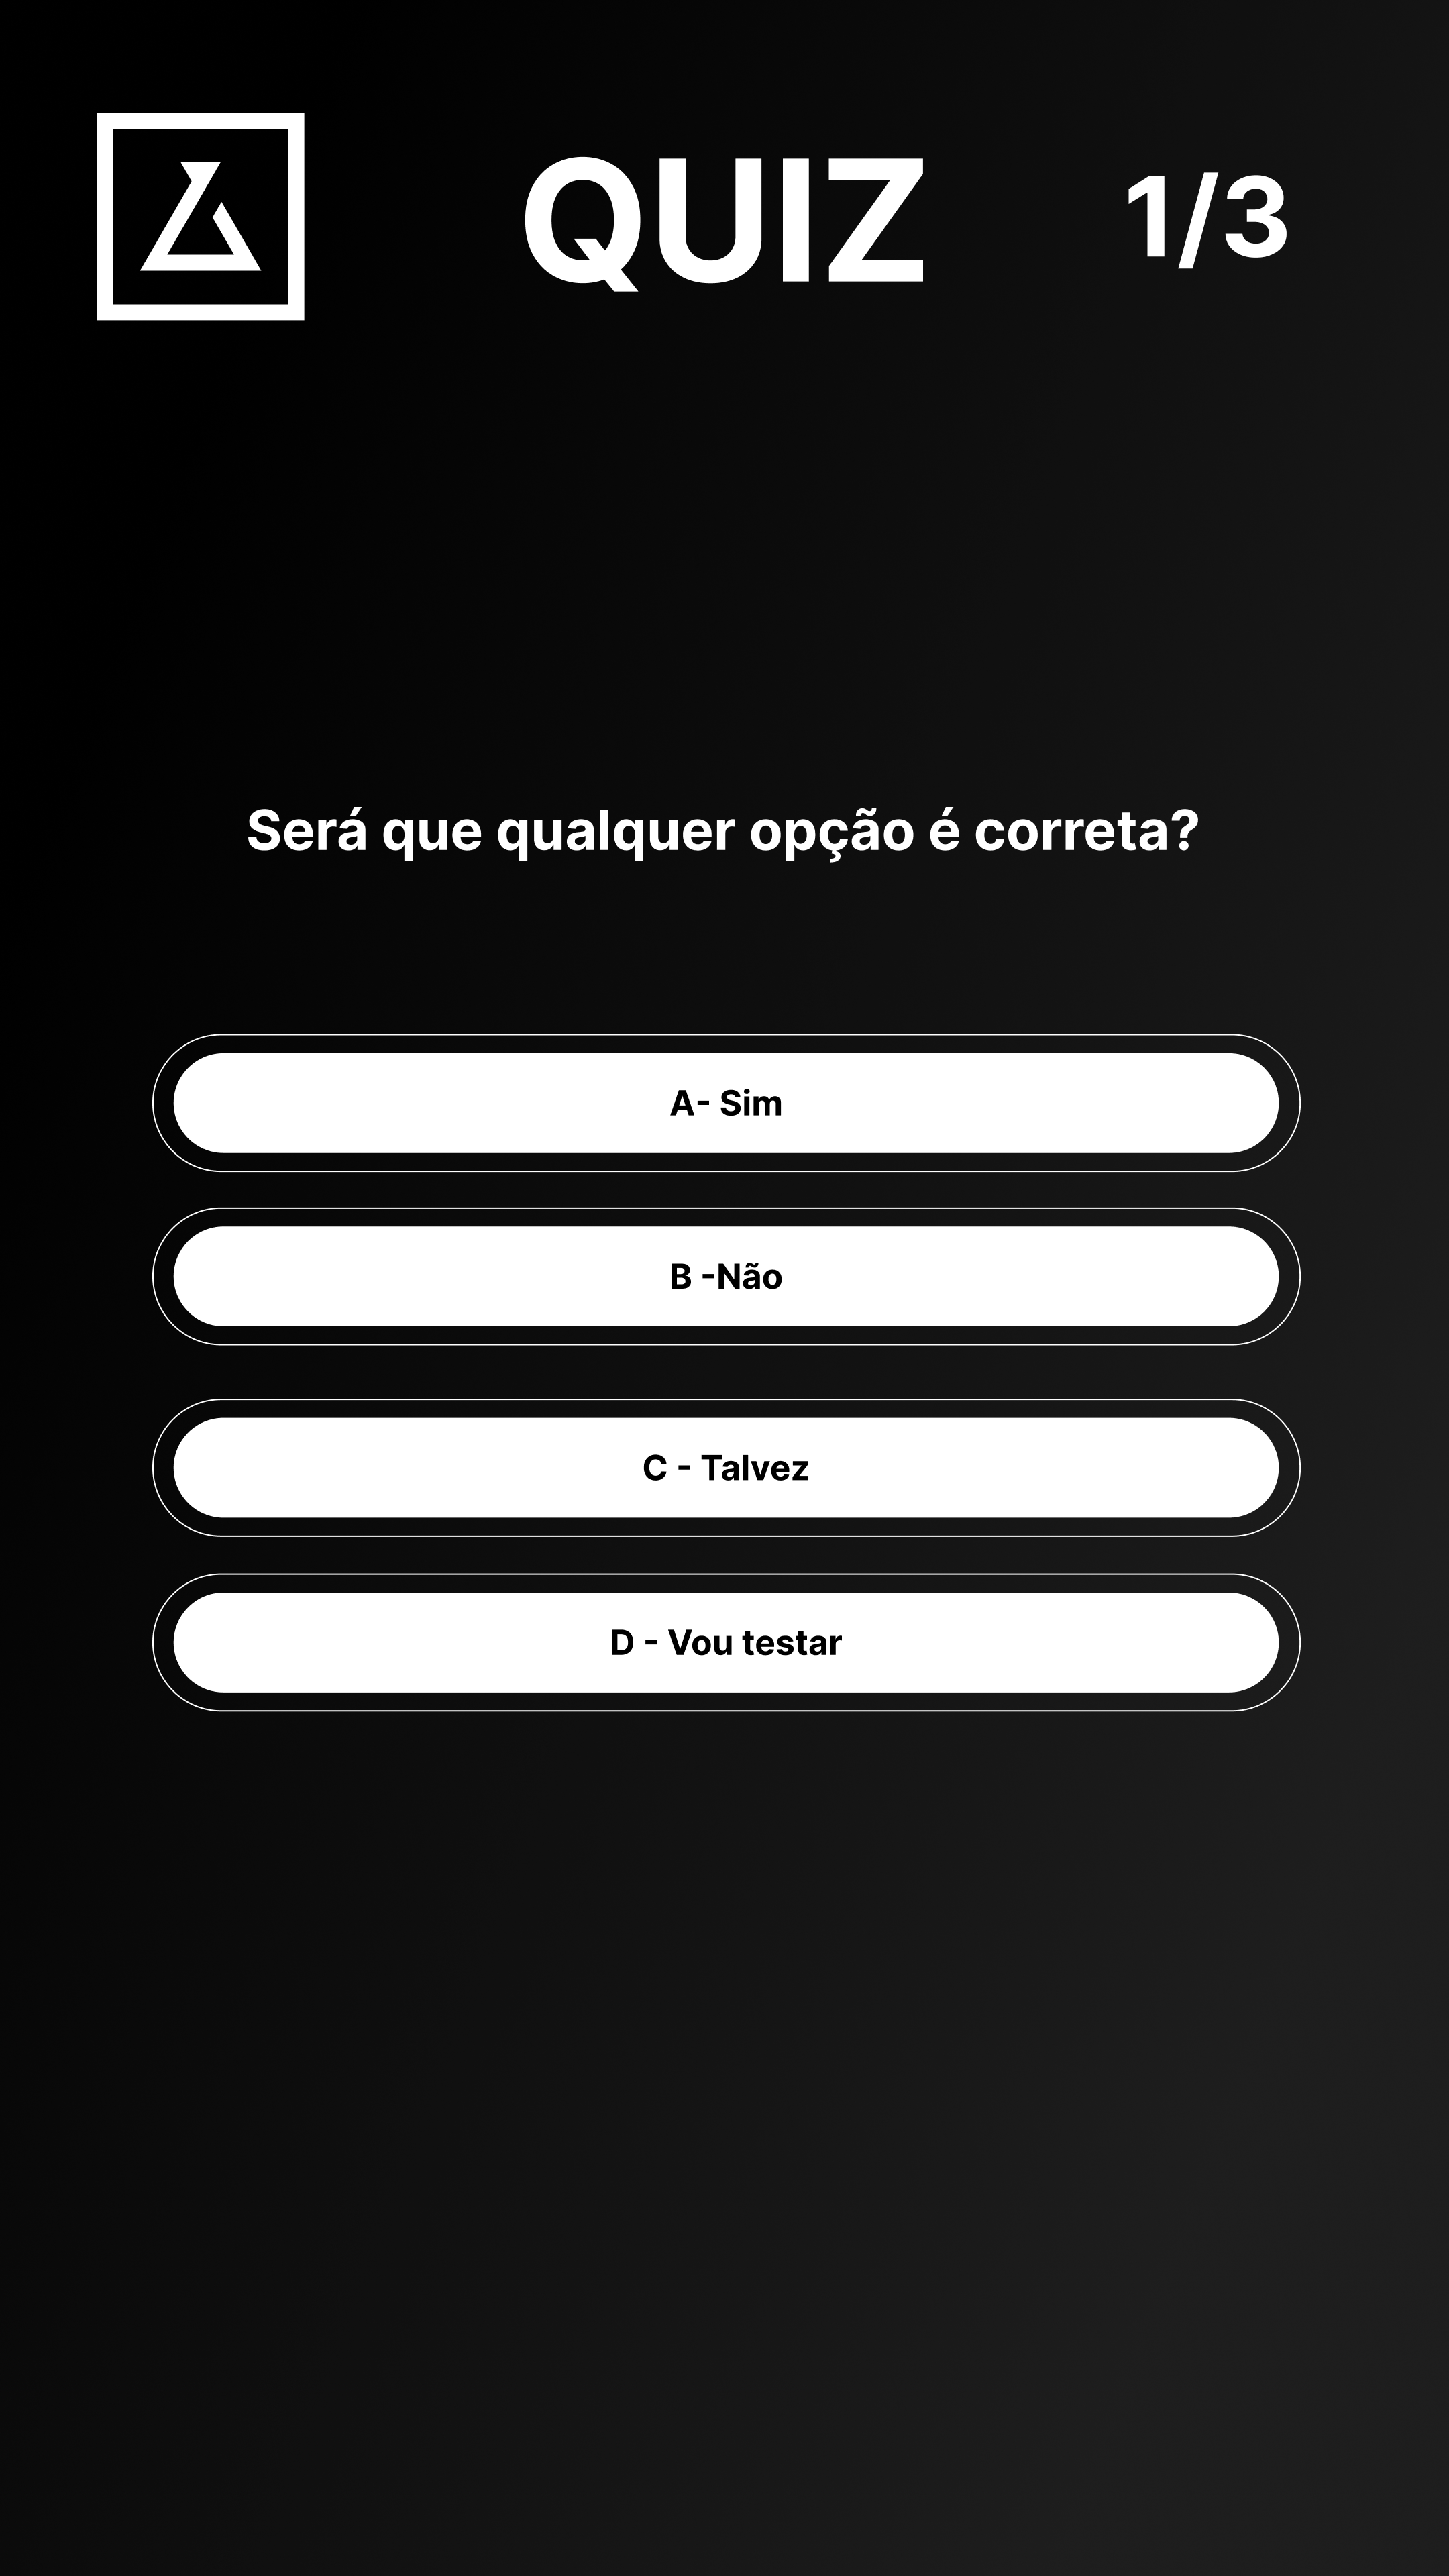 QUIZ
1/3
Será que qualquer opção é correta?
A- Sim
B -Não
C - Talvez
D - Vou testar